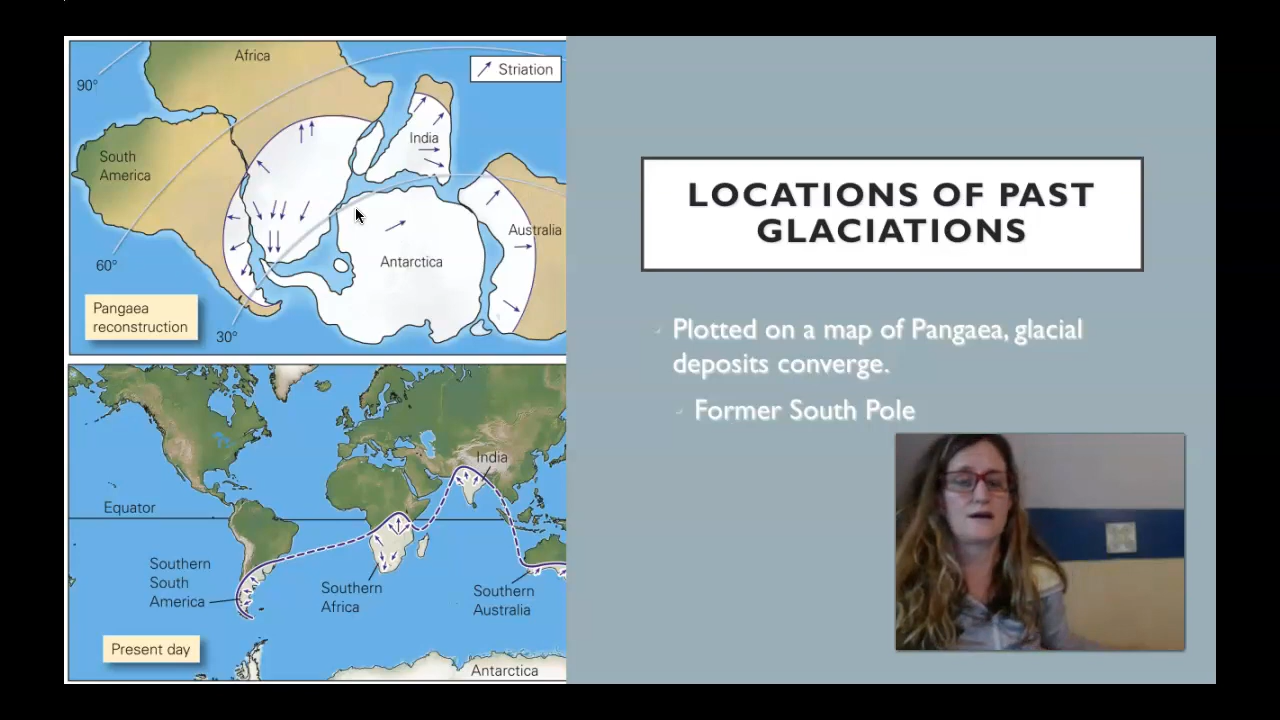 Africa
Striation
90°
India
South
America
Australia
60°
Antarctica
Pangaea
reconstruction
30°
India
Equator
Southern
South
America
Southern
Africa
Southern
Australia
Present day
Antarctica
LOCATIONS OF PAST
GLACIATIONS
Plotted on a map of Pangaea, glacial
deposits converge.
Former South Pole